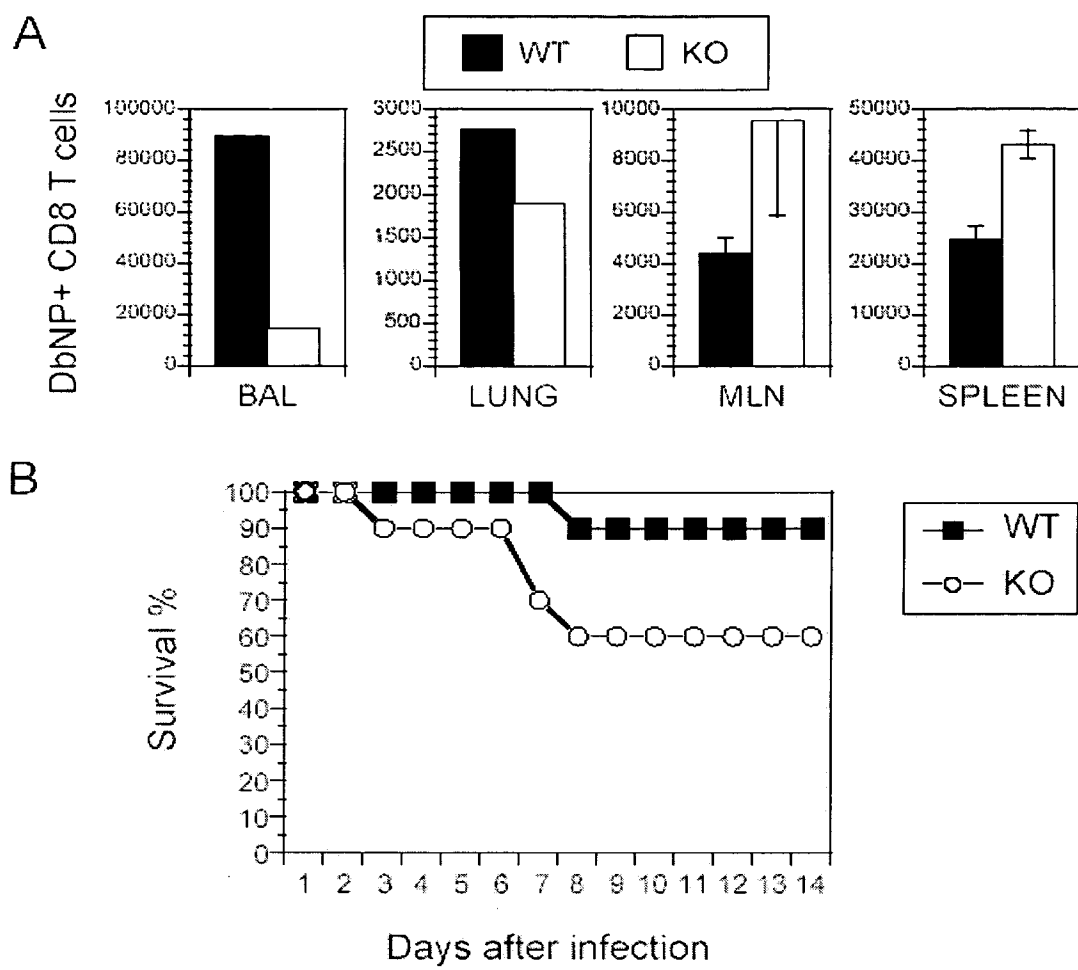 A
WT KO
DbNP+ CD8 T cells
100000
80000
60000
40000
20000
0
BAL
3000
2500
2000
1500
1000
500
0
LUNG
10000
8000
6000
4000
2000
0
MLN
50000
40000
30000
20000
10000
0
SPLEEN
B
Survival %
100
90
80
70
60
50
40
30
20
10
0
1 2 3 4 5 6 7 8 9 10 11 12 13 14
Days after infection
WT
KO